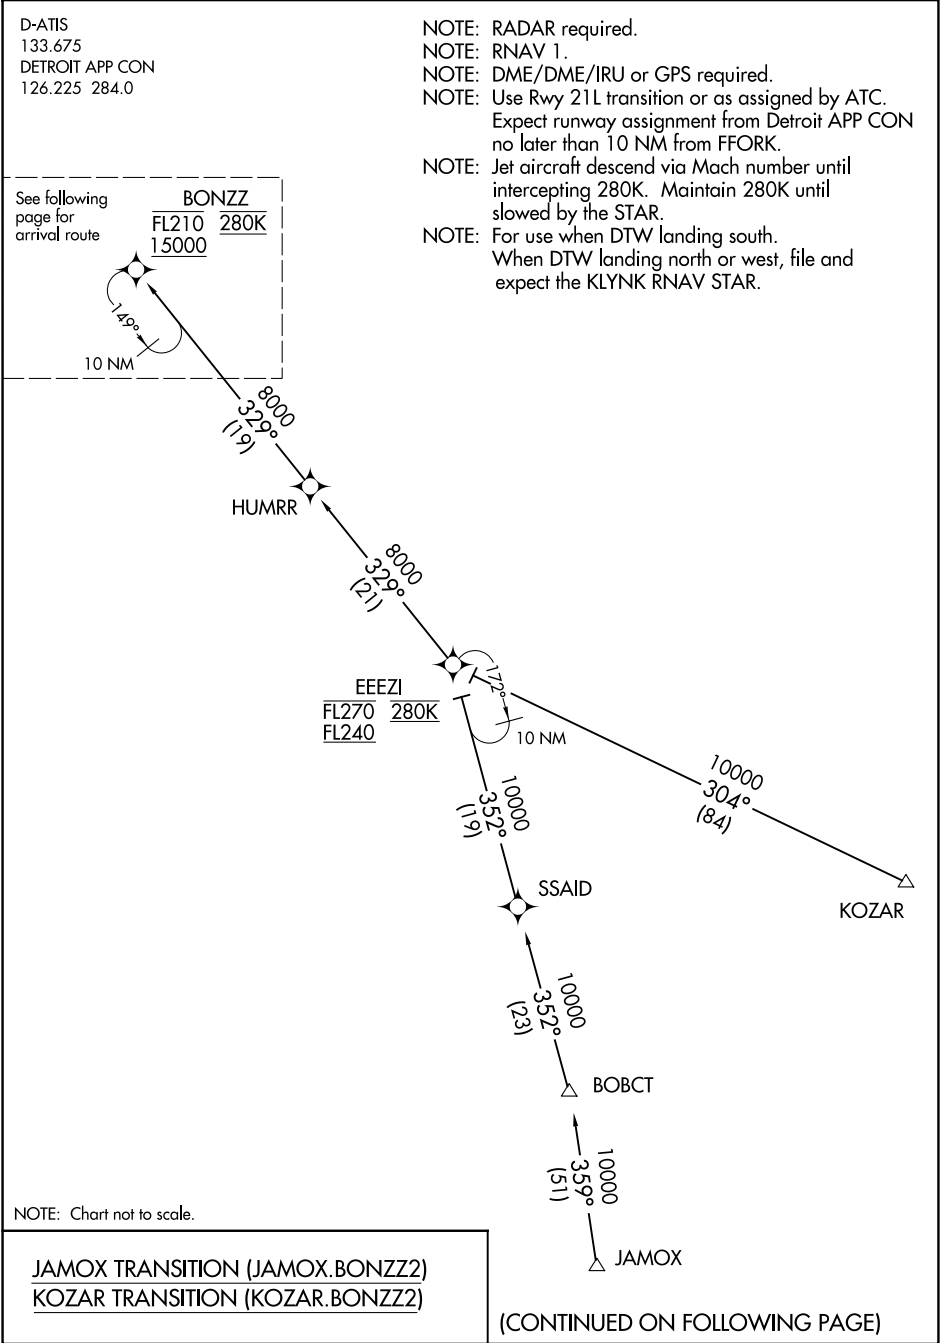 D-ATIS
133.675
DETROIT APP CON
126.225 284.0
NOTE: RADAR required.
NOTE: RNAV 1.
NOTE: DME/DME/IRU or GPS required.
NOTE: Use Rwy 21L transition or as assigned by ATC.
Expect runway assignment from Detroit APP CON
no later than 10 NM from FFORK.
NOTE: Jet aircraft descend via Mach number until
intercepting 280K. Maintain 280K until
slowed by the STAR.
NOTE: For use when DTW landing south.
When DTW landing north or west, file and
expect the KLYNK RNAV STAR.
See following
page for
arrival route
BONZZ
FL210 280K
15000
149°
10 NM
8000
329°
(19)
HUMRR
8000
329°
(21)
EEEZI
FL270 280K
FL240
172°
10 NM
10000
304°
(84)
KOZAR
10000
352°
(19)
SSAID
10000
352°
(23)
BOBCT
10000
359°
(51)
JAMOX
NOTE: Chart not to scale.
JAMOX TRANSITION (JAMOX.BONZZ2)
KOZAR TRANSITION (KOZAR.BONZZ2)
(CONTINUED ON FOLLOWING PAGE)